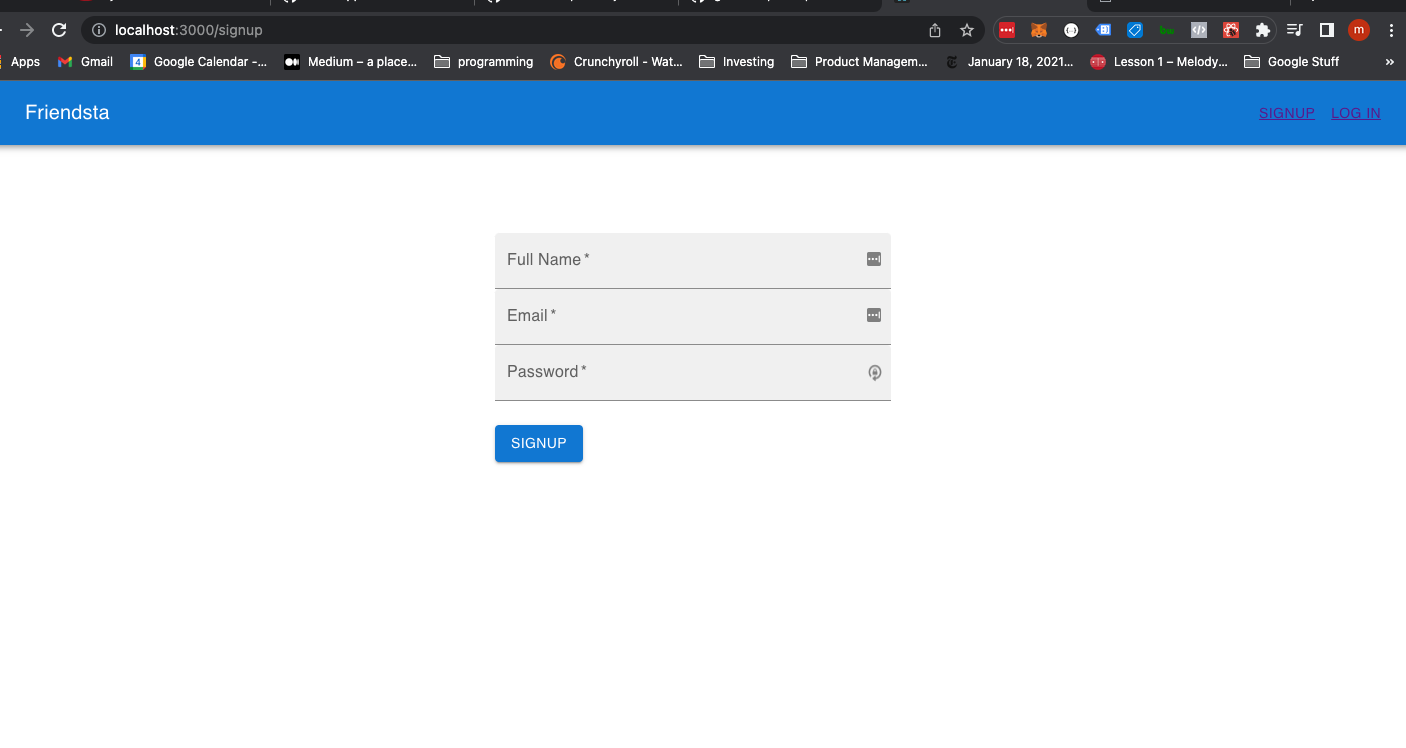 localhost:3000/signup
Apps Gmail Google Calendar -... Medium – a place... programming Crunchyroll - Wat... Investing Product Managem... January 18, 2021... Lesson 1 – Melody... Google Stuff »
Friendsta SIGNUP LOG IN
Full Name *
Email *
Password *
SIGNUP